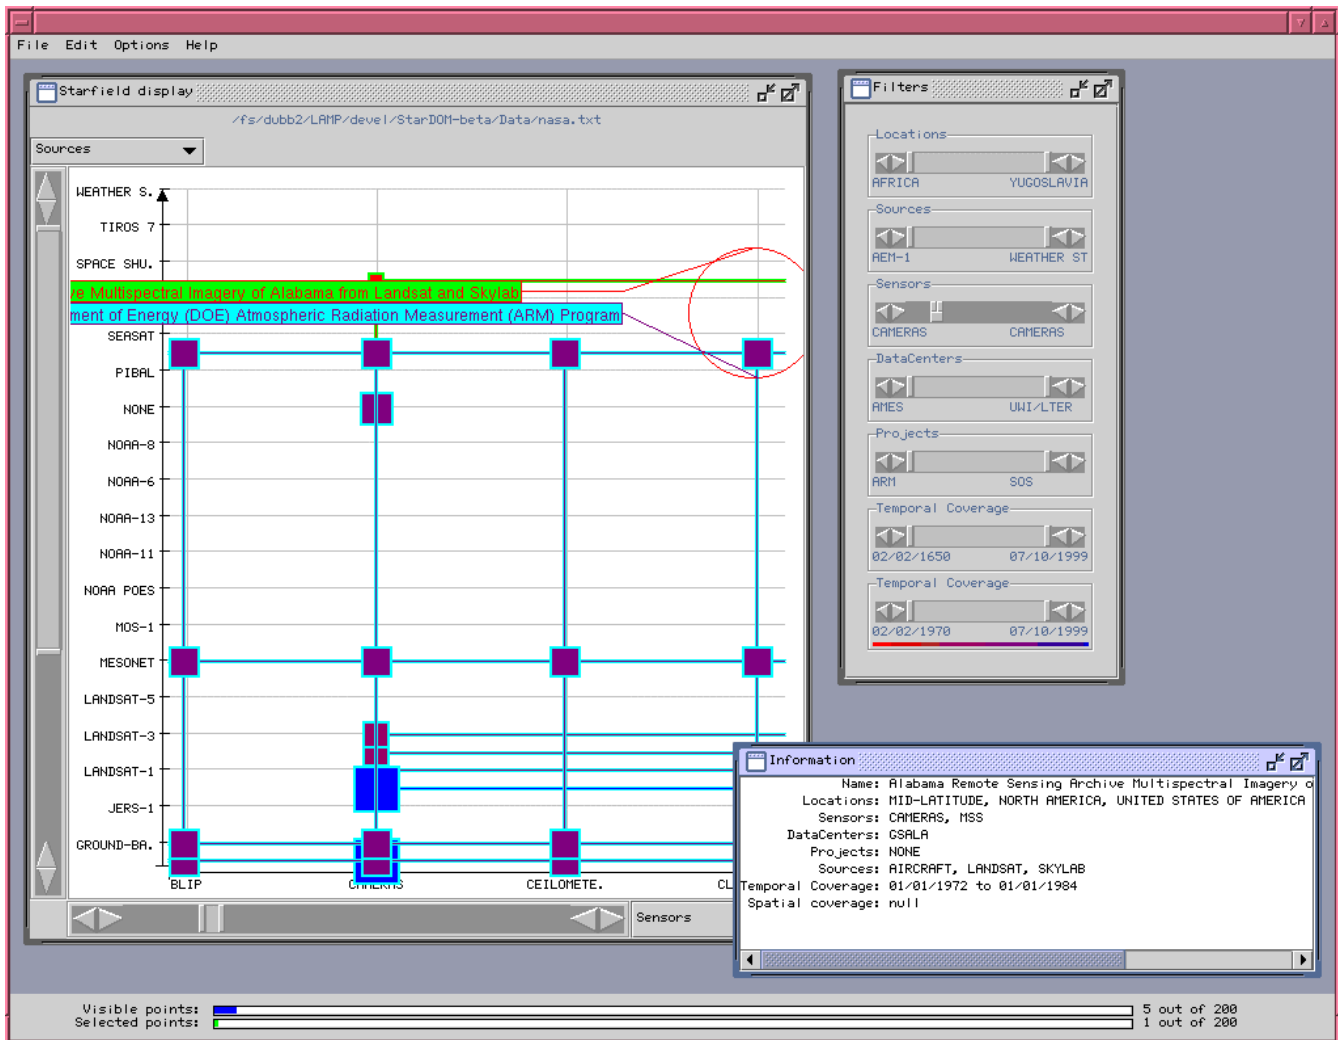 File Edit Options Help
Starfield display
/fs/dubb2/LAMP/devel/StarDOM-beta/Data/nasa.txt
Sources
WEATHER S.
TIROS 7
SPACE SHU.
ve Multispectral Imagery of Alabama from Landsat and Skylab
ment of Energy (DOE) Atmospheric Radiation Measurement (ARM) Program
SEASAT
PIBAL
NONE
NOAA-8
NOAA-6
NOAA-13
NOAA-11
NOAA POES
MOS-1
MESONET
LANDSAT-5
LANDSAT-3
LANDSAT-1
JERS-1
GROUND-BA.
BLIP CAMERAS CEILOMETE. CL
Sensors
Filters
Locations
AFRICA YUGOSLAVIA
Sources
AEM-1 WEATHER ST
Sensors
CAMERAS CAMERAS
DataCenters
AMES UWI/LTER
Projects
ARM SOS
Temporal Coverage
02/02/1650 07/10/1999
Temporal Coverage
02/02/1970 07/10/1999
Information
Name: Alabama Remote Sensing Archive Multispectral Imagery o
Locations: MID-LATITUDE, NORTH AMERICA, UNITED STATES OF AMERICA
Sensors: CAMERAS, MSS
DataCenters: GSALA
Projects: NONE
Sources: AIRCRAFT, LANDSAT, SKYLAB
Temporal Coverage: 01/01/1972 to 01/01/1984
Spatial coverage: null
Visible points: 5 out of 200
Selected points: 1 out of 200